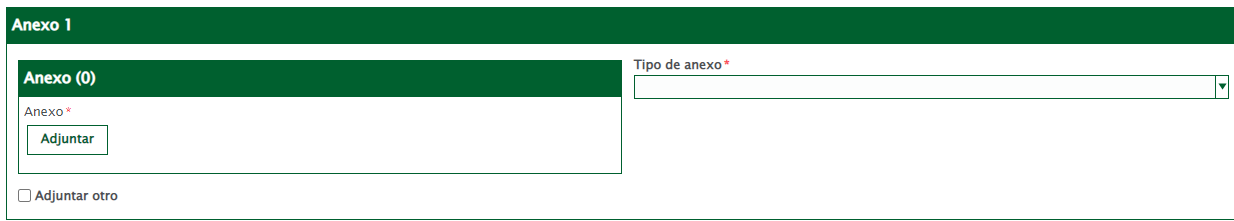 Anexo 1
Anexo (0)
Anexo *
Adjuntar
Tipo de anexo *
Adjuntar otro